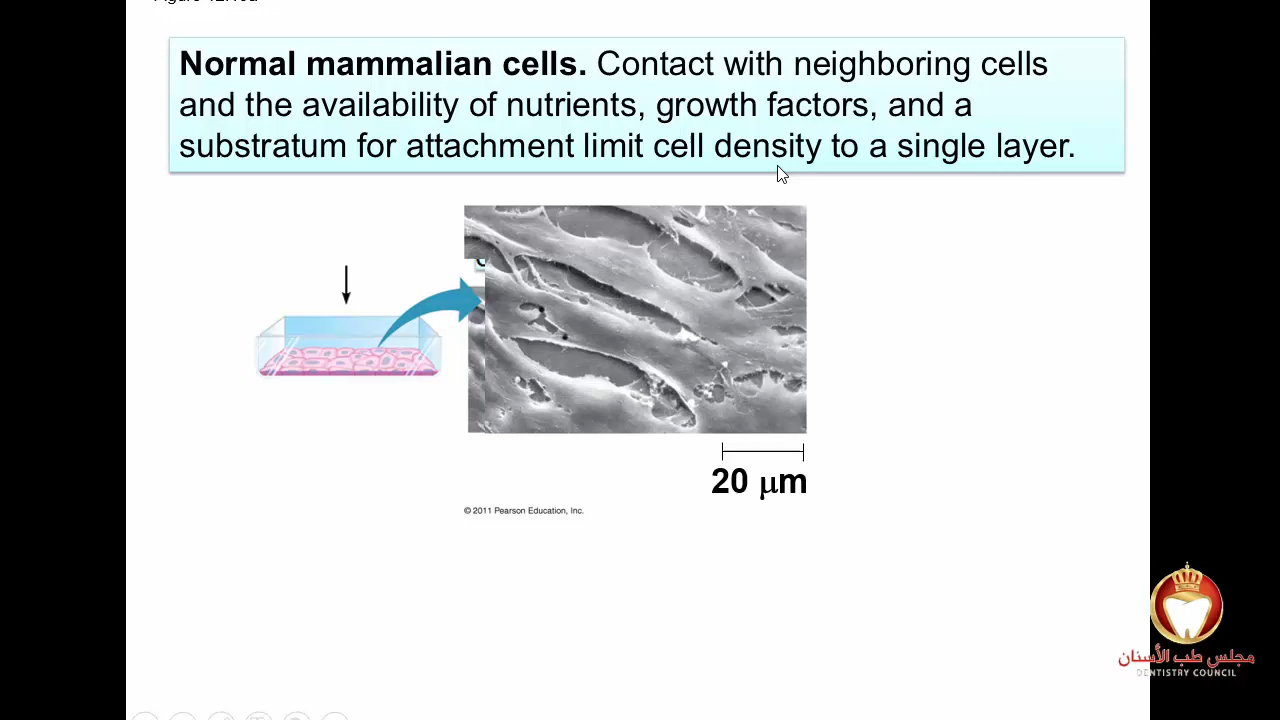 Normal mammalian cells. Contact with neighboring cells
and the availability of nutrients, growth factors, and a
substratum for attachment limit cell density to a single layer.
20 μm
© 2011 Pearson Education, Inc.
مجلس طب الأسنان
DENTISTRY COUNCIL